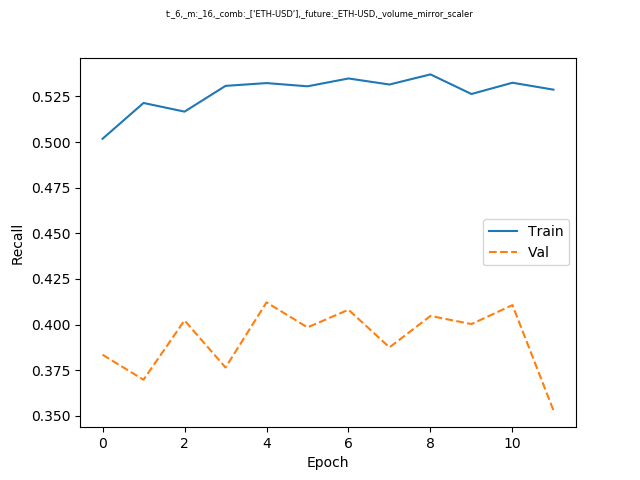 t:_6,_m:_16,_comb:_['ETH-USD'],_future:_ETH-USD,_volume_mirror_scaler
0.525
0.500
0.475
0.450
0.425
0.400
0.375
0.350
Recall
Train
Val
0 2 4 6 8 10
Epoch